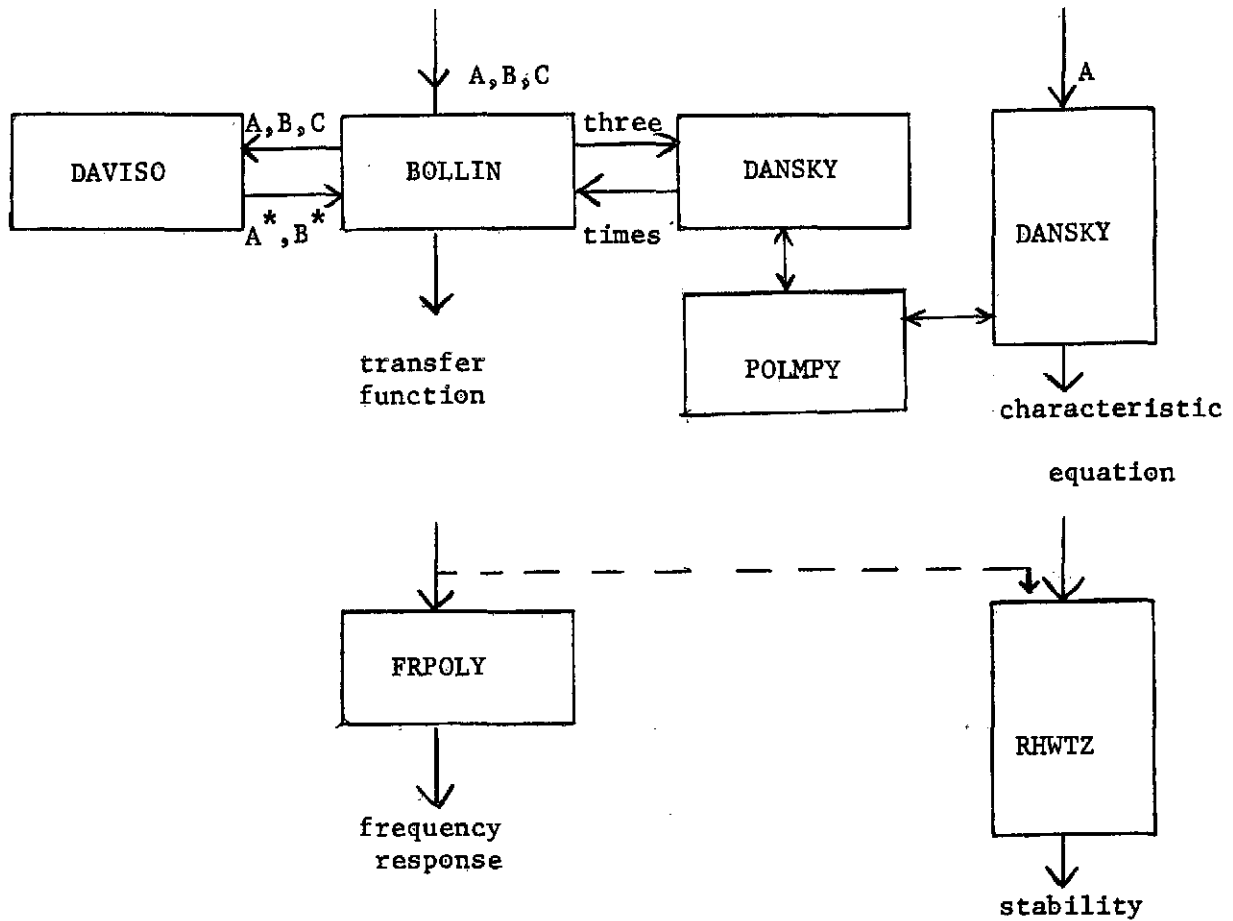 A,B,C
A
A,B,C
three
DAVISO
BOLLIN
DANSKY
A*,B*
times
DANSKY
transfer
function
POLMPY
characteristic
equation
FRPOLY
RHWTZ
frequency
response
stability